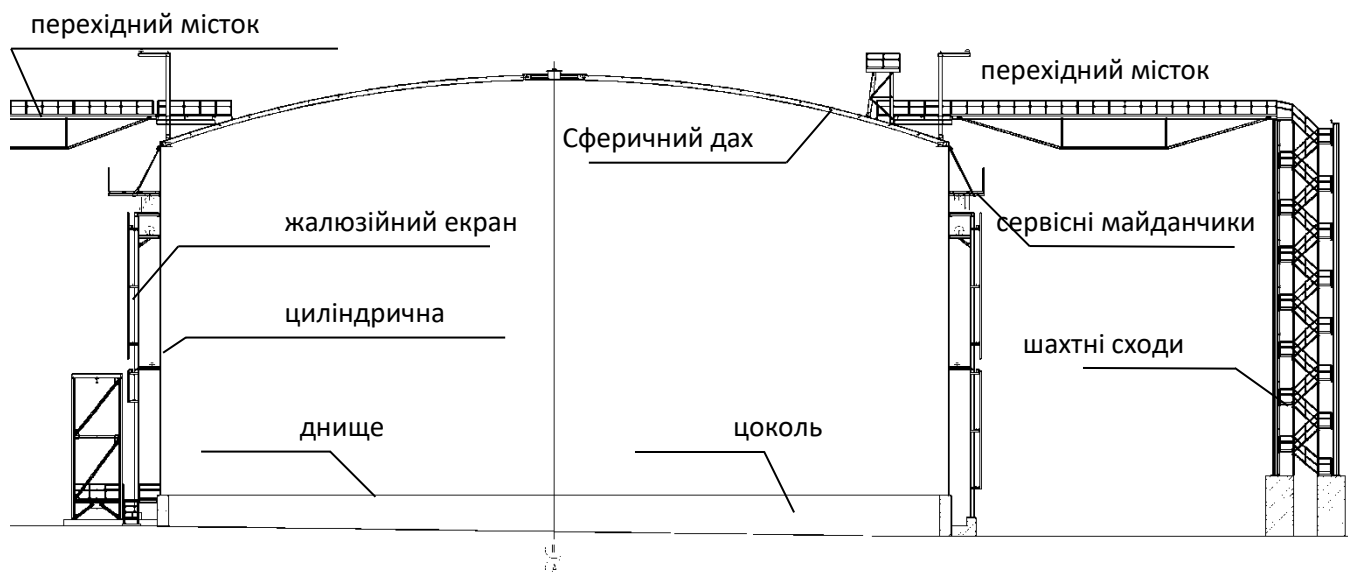 перехідний місток
перехідний місток
Сферичний дах
жалюзійний екран
сервісні майданчики
циліндрична
шахтні сходи
днище
цоколь